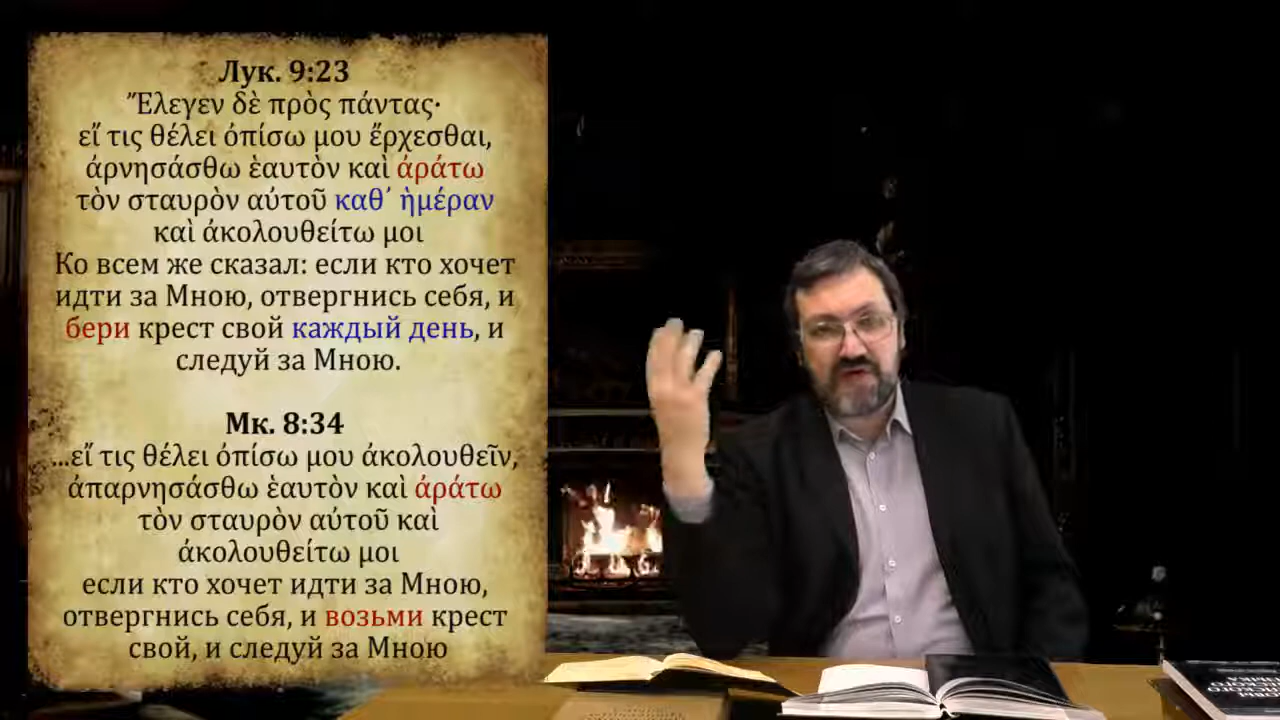 Лук. 9:23
Ἔλεγεν δὲ πρὸς πάντας·
εἴ τις θέλει ὀπίσω μου ἔρχεσθαι,
ἀρνησάσθω ἑαυτὸν καὶ ἀράτω
τὸν σταυρὸν αὐτοῦ καθ᾽ ἡμέραν
καὶ ἀκολουθείτω μοι
Ко всем же сказал: если кто хочет
идти за Мною, отвергнись себя, и
бери крест свой каждый день, и
следуй за Мною.
Мк. 8:34
...εἴ τις θέλει ὀπίσω μου ἀκολουθεῖν,
ἀπαρνησάσθω ἑαυτὸν καὶ ἀράτω
τὸν σταυρὸν αὐτοῦ καὶ
ἀκολουθείτω μοι
если кто хочет идти за Мною,
отвергнись себя, и возьми крест
свой, и следуй за Мною